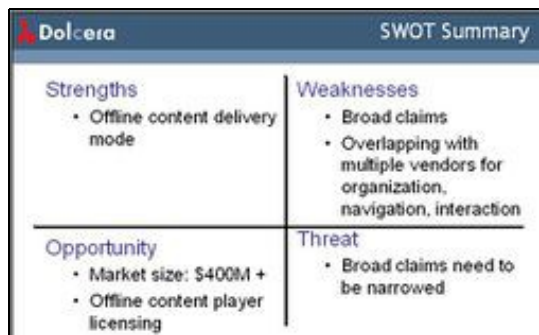 Dolcera
SWOT Summary
Strengths
• Offline content delivery
mode
Weaknesses
• Broad claims
• Overlapping with
multiple vendors for
organization,
navigation, interaction
Opportunity
• Market size: $400M +
• Offline content player
licensing
Threat
• Broad claims need to
be narrowed